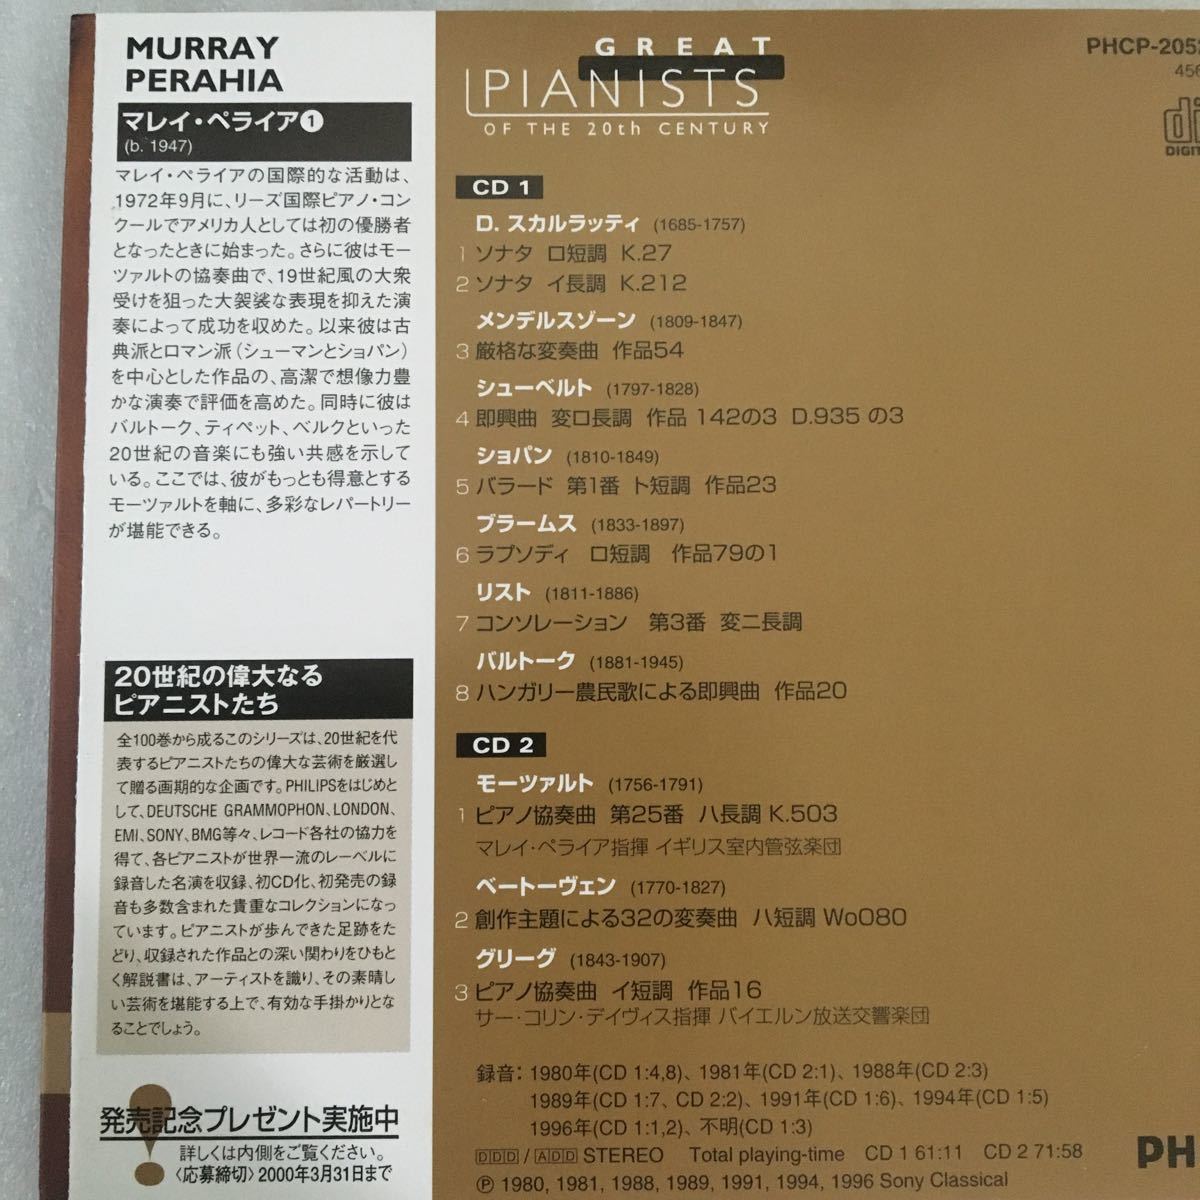 MURRAY
PERAHIA
マレイ・ペライア❶
(b. 1947)
マレイ・ペライアの国際的な活動は、
1972年9月に、リーズ国際ピアノ・コン
クールでアメリカ人としては初の優勝者
となったときに始まった。さらに彼はモー
ツァルトの協奏曲で、19世紀風の大衆
受けを狙った大袈裟な表現を抑えた演
奏によって成功を収めた。以来彼は古
典派とロマン派(シューマンとショパン)
を中心とした作品の、高潔で想像力豊
かな演奏で評価を高めた。同時に彼は
バルトーク、ティペット、ベルクといった
20世紀の音楽にも強い共感を示して
いる。ここでは、彼がもっとも得意とする
モーツァルトを軸に、多彩なレパートリー
が堪能できる。
20世紀の偉大なる
ピアニストたち
全100巻から成るこのシリーズは、20世紀を代
表するピアニストたちの偉大な芸術を厳選し
て贈る画期的な企画です。PHILIPSをはじめと
して、DEUTSCHE GRAMMOPHON、LONDON、
EMI、SONY、BMG等々、レコード各社の協力を
得て、各ピアニストが世界一流のレーベルに
録音した名演を収録、初CD化、初発売の録
音も多数含まれた貴重なコレクションになっ
ています。ピアニストが歩んできた足跡をた
どり、収録された作品との深い関わりをひもと
く解説書は、アーティストを識り、その素晴し
い芸術を堪能する上で、有効な手掛かりとな
ることでしょう。
発売記念プレゼント実施中
詳しくは内側をご覧ください。
〈応募締切〉2000年3月31日まで
GREAT
PIANISTS
OF THE 20th CENTURY
PHCP-205
456
DIGIT
CD 1
D. スカルラッティ (1685-1757)
1 ソナタ ロ短調 K.27
2 ソナタ イ長調 K.212
メンデルスゾーン (1809-1847)
3 厳格な変奏曲 作品54
シューベルト (1797-1828)
4 即興曲 変ロ長調 作品 142の3 D.935 の3
ショパン (1810-1849)
5 バラード 第1番 ト短調 作品23
ブラームス (1833-1897)
6 ラプソディ ロ短調 作品79の1
リスト (1811-1886)
7 コンソレーション 第3番 変ニ長調
バルトーク (1881-1945)
8 ハンガリー農民歌による即興曲 作品20
CD 2
モーツァルト (1756-1791)
1 ピアノ協奏曲 第25番 ハ長調 K.503
マレイ・ペライア指揮 イギリス室内管弦楽団
ベートーヴェン (1770-1827)
2 創作主題による32の変奏曲 ハ短調 WoO80
グリーグ (1843-1907)
3 ピアノ協奏曲 イ短調 作品16
サー・コリン・デイヴィス指揮 バイエルン放送交響楽団
録音: 1980年(CD 1:4,8)、1981年(CD 2:1)、1988年(CD 2:3)
1989年(CD 1:7、CD 2:2)、1991年(CD 1:6)、1994年(CD 1:5)
1996年(CD 1:1,2)、不明(CD 1:3)
DDD / ADD STEREO Total playing-time CD 1 61:11 CD 2 71:58
℗ 1980, 1981, 1988, 1989, 1991, 1994, 1996 Sony Classical
PH